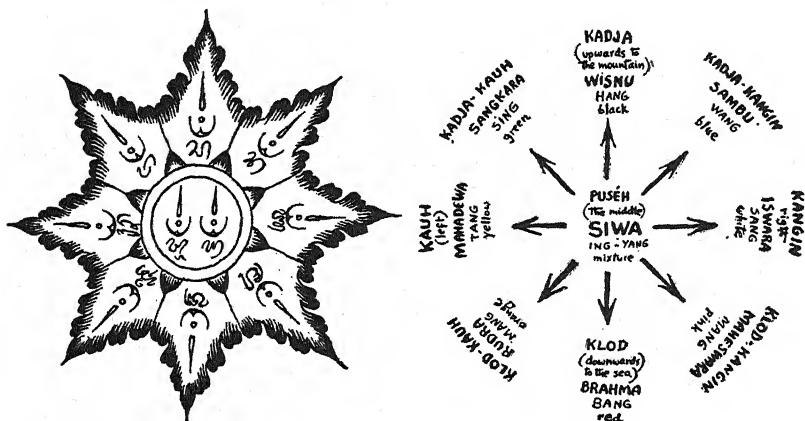 KADJA
(upwards to
the mountain)
WISNU
HANG
black
KADJA-KAUH
SANGKARA
SING
green
KADJA-KANGIN
SAMBU
WANG
blue
KAUH
(left)
MAHADEWA
TANG
yellow
PUSÉH
(the middle)
SIWA
ING-YANG
mixture
KANGIN
right
ISWARA
SANG
white
KLOD-KAUH
RUDRA
MANG
orange
KLOD
(downwards
to the sea)
BRAHMA
BANG
red
KLOD-KANGIN
MAHESWARA
MANG
pink